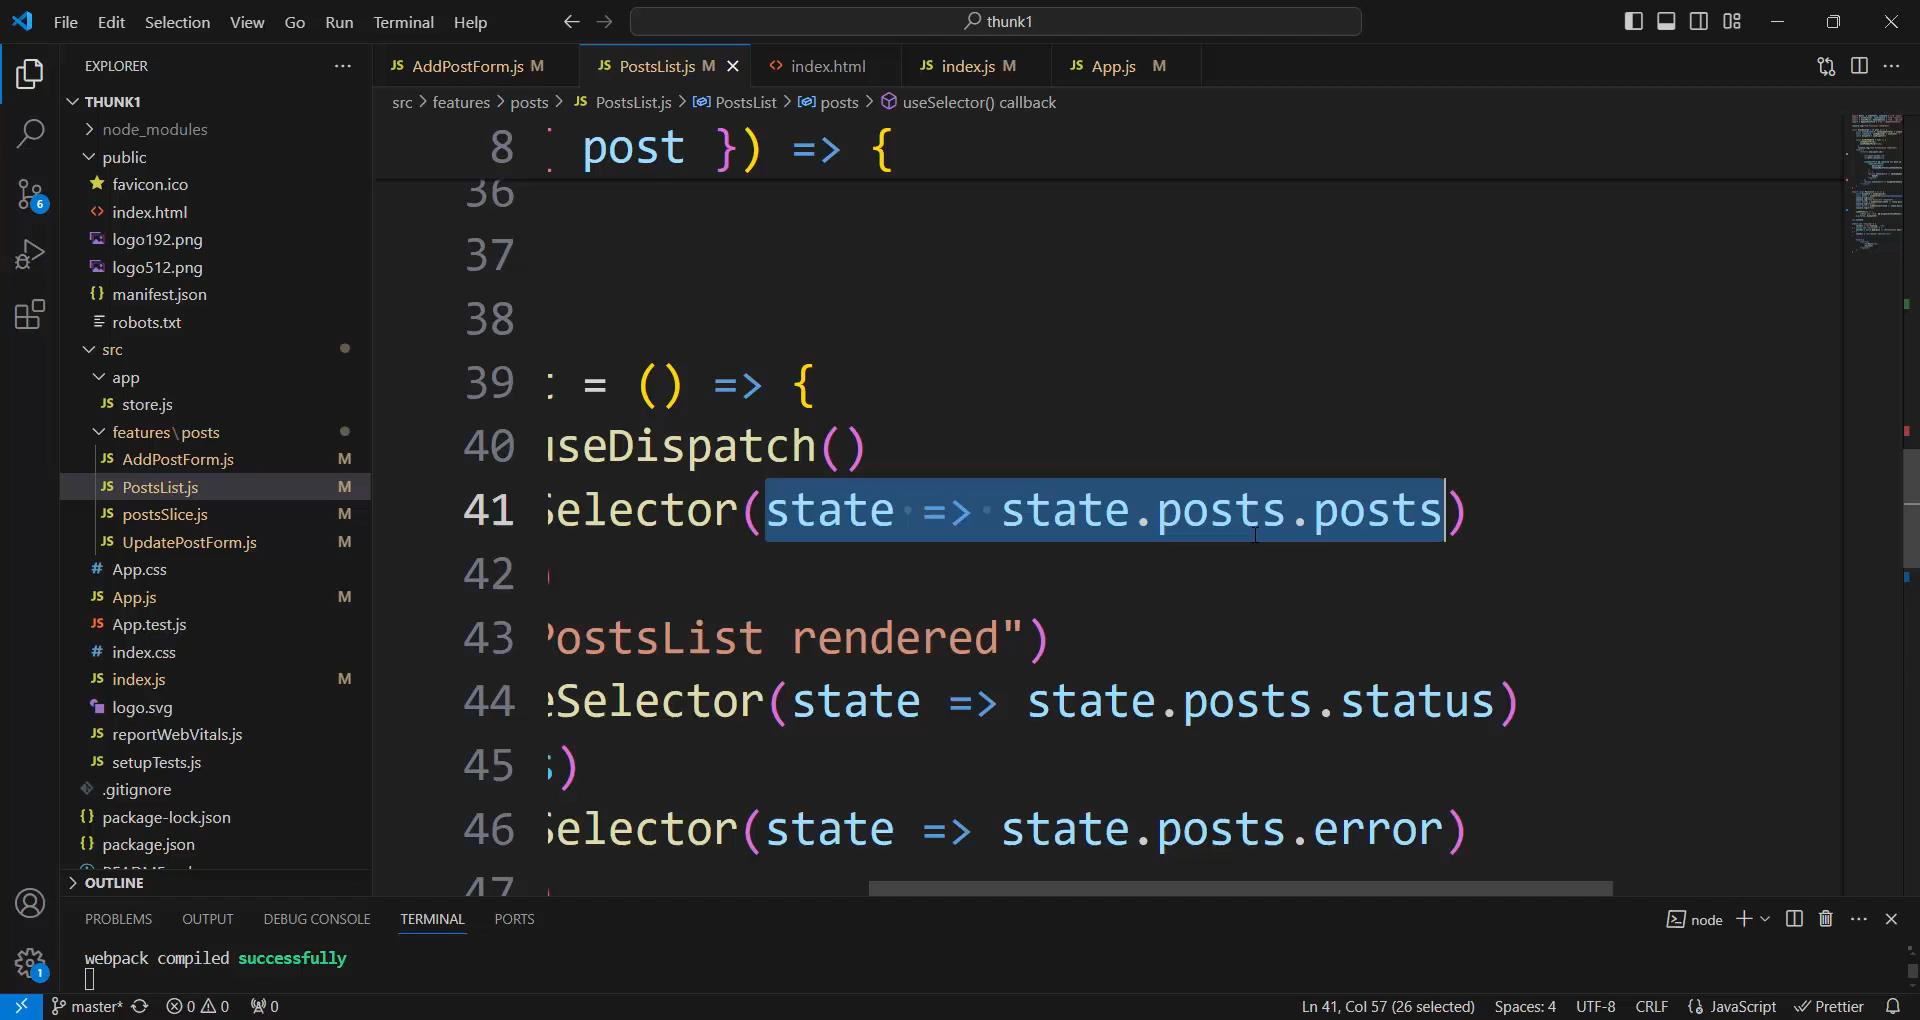 File Edit Selection View Go Run Terminal Help
thunk1
EXPLORER
THUNK1
node_modules
public
favicon.ico
index.html
logo192.png
logo512.png
manifest.json
robots.txt
src
app
store.js
features\posts
AddPostForm.js M
PostsList.js M
postsSlice.js M
UpdatePostForm.js M
App.css
App.js M
App.test.js
index.css
index.js M
logo.svg
reportWebVitals.js
setupTests.js
.gitignore
package-lock.json
package.json
OUTLINE
6
1
JS AddPostForm.js M JS PostsList.js M index.html JS index.js M JS App.js M
src > features > posts > JS PostsList.js > PostsList > posts > useSelector() callback
8 post }) => {
36
37
38
39 = () => {
40 useDispatch()
41 Selector(state => state.posts.posts)
42 )
43 PostsList rendered")
44 eSelector(state => state.posts.status)
45 s)
46 Selector(state => state.posts.error)
47
PROBLEMS OUTPUT DEBUG CONSOLE TERMINAL PORTS
node
webpack compiled successfully
master* 0 0 0 Ln 41, Col 57 (26 selected) Spaces: 4 UTF-8 CRLF {} JavaScript Prettier